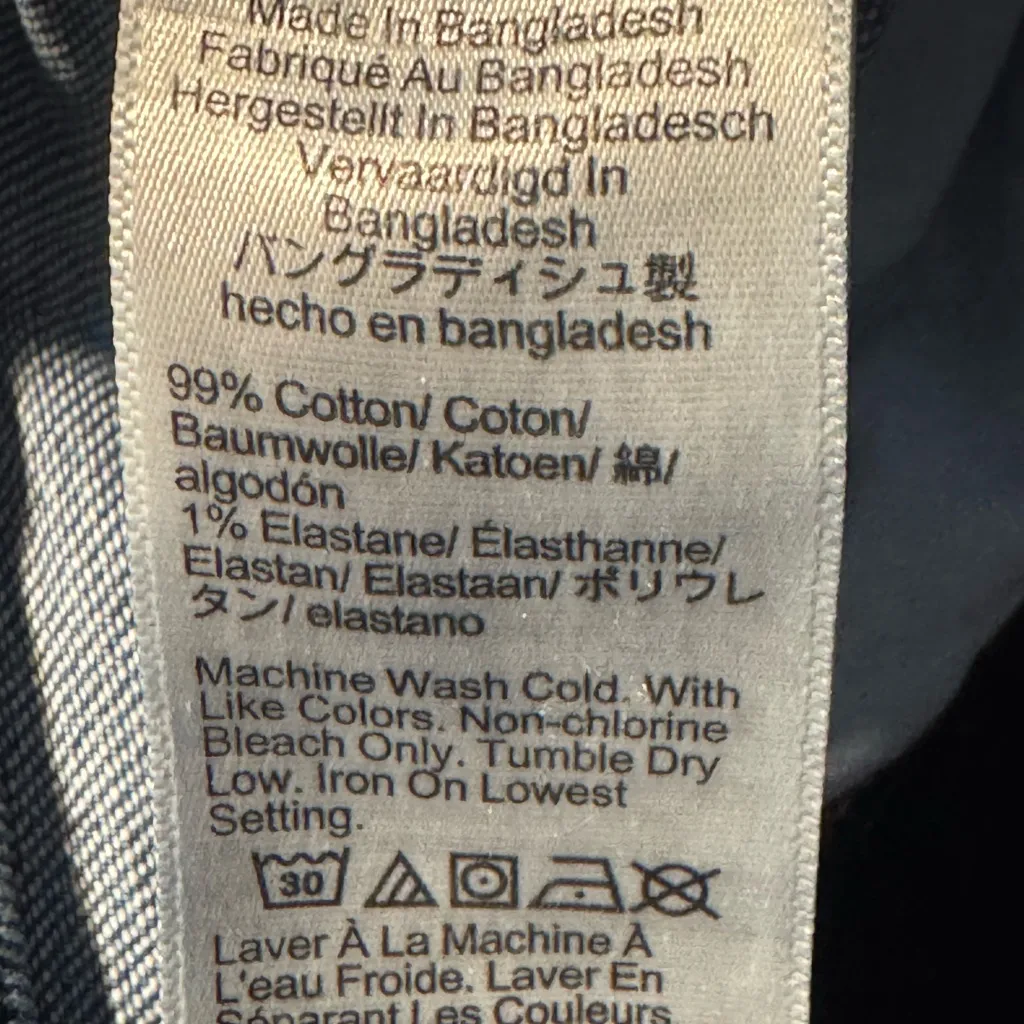 Made In Bangladesh
Fabriqué Au Bangladesh
Hergestellt In Bangladesch
Vervaardigd In
Bangladesh
バングラディシュ製
hecho en bangladesh
99% Cotton/ Coton/
Baumwolle/ Katoen/ 綿/
algodón
1% Elastane/ Élasthanne/
Elastan/ Elastaan/ ポリウレ
タン/ elastano
Machine Wash Cold. With
Like Colors. Non-chlorine
Bleach Only. Tumble Dry
Low. Iron On Lowest
Setting.
30
Laver À La Machine À
L'eau Froide. Laver En
Séparant Les Couleurs.